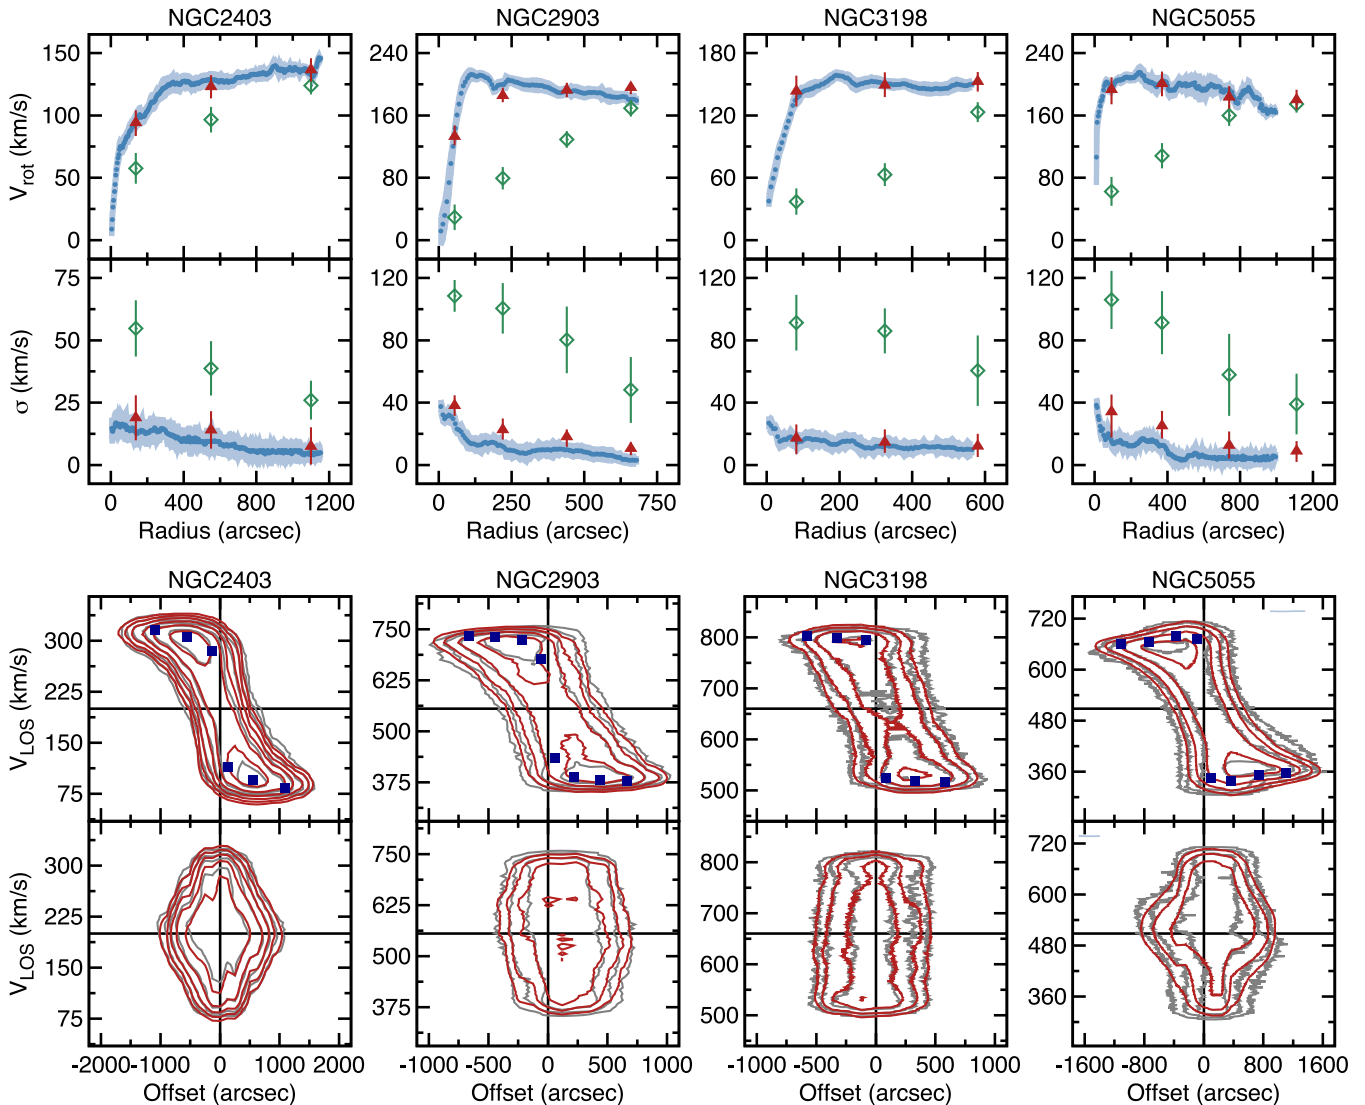 NGC2403 NGC2903 NGC3198 NGC5055
V_rot (km/s)
150 100 50 0
240 160 80 0
180 120 60 0
240 160 80 0
σ (km/s)
75 50 25 0
120 80 40 0
120 80 40 0
120 80 40 0
0 400 800 1200
0 250 500 750
0 200 400 600
0 400 800 1200 1600
Radius (arcsec) Radius (arcsec) Radius (arcsec) Radius (arcsec)
NGC2403 NGC2903 NGC3198 NGC5055
V_LOS (km/s)
300 225 150 75
750 625 500 375
800 700 600 500
720 600 480 360
V_LOS (km/s)
300 225 150 75
750 625 500 375
800 700 600 500
720 600 480 360
-2000 -1000 0 1000 2000
-1000 -500 0 500 1000
-1000 -500 0 500 1000
-1600 -800 0 800 1600
Offset (arcsec) Offset (arcsec) Offset (arcsec) Offset (arcsec)